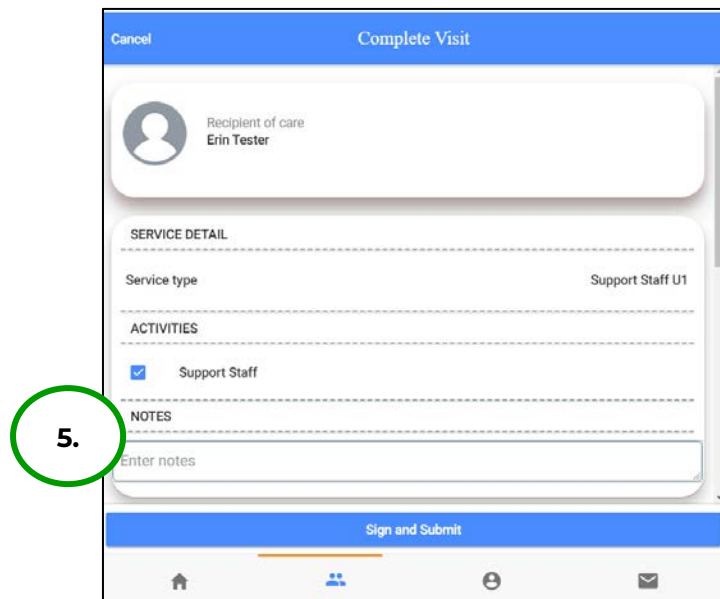 Cancel Complete Visit
Recipient of care
Erin Tester
SERVICE DETAIL
Service type Support Staff U1
ACTIVITIES
Support Staff
NOTES
5.
Enter notes
Sign and Submit